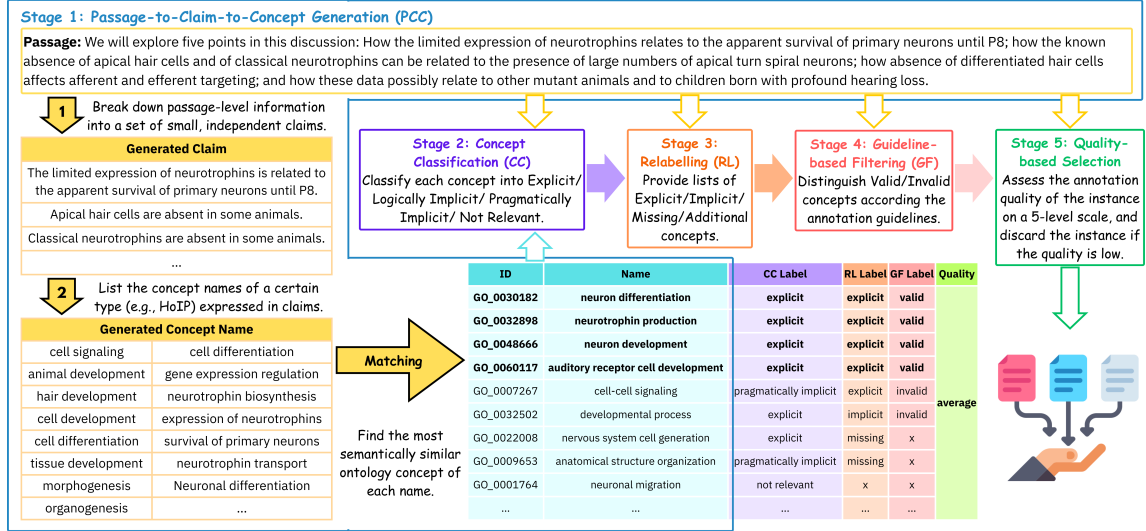 Stage 1: Passage-to-Claim-to-Concept Generation (PCC)
Passage: We will explore five points in this discussion: How the limited expression of neurotrophins relates to the apparent survival of primary neurons until P8; how the known
absence of apical hair cells and of classical neurotrophins can be related to the presence of large numbers of apical turn spiral neurons; how absence of differentiated hair cells
affects afferent and efferent targeting; and how these data possibly relate to other mutant animals and to children born with profound hearing loss.
1
Break down passage-level information
into a set of small, independent claims.
Generated Claim
The limited expression of neurotrophins is related to
the apparent survival of primary neurons until P8.
Apical hair cells are absent in some animals.
Classical neurotrophins are absent in some animals.
...
2
List the concept names of a certain
type (e.g., HoIP) expressed in claims.
Generated Concept Name
cell signaling cell differentiation
animal development gene expression regulation
hair development neurotrophin biosynthesis
cell development expression of neurotrophins
cell differentiation survival of primary neurons
tissue development neurotrophin transport
morphogenesis Neuronal differentiation
organogenesis ...
Matching
Find the most
semantically similar
ontology concept of
each name.
Stage 2: Concept
Classification (CC)
Classify each concept into Explicit/
Logically Implicit/ Pragmatically
Implicit/ Not Relevant.
Stage 3:
Relabelling (RL)
Provide lists of
Explicit/Implicit/
Missing/Additional
concepts.
Stage 4: Guideline-
based Filtering (GF)
Distinguish Valid/Invalid
concepts according the
annotation guidelines.
Stage 5: Quality-
based Selection
Assess the annotation
quality of the instance
on a 5-level scale, and
discard the instance if
the quality is low.
ID Name CC Label RL Label GF Label Quality
GO_0030182 neuron differentiation explicit explicit valid
GO_0032898 neurotrophin production explicit explicit valid
GO_0048666 neuron development explicit explicit valid
GO_0060117 auditory receptor cell development explicit explicit valid
GO_0007267 cell-cell signaling pragmatically implicit explicit invalid
average
GO_0032502 developmental process explicit implicit invalid
GO_0022008 nervous system cell generation explicit missing x
GO_0009653 anatomical structure organization pragmatically implicit missing x
GO_0001764 neuronal migration not relevant x x
... ... ... ... ...